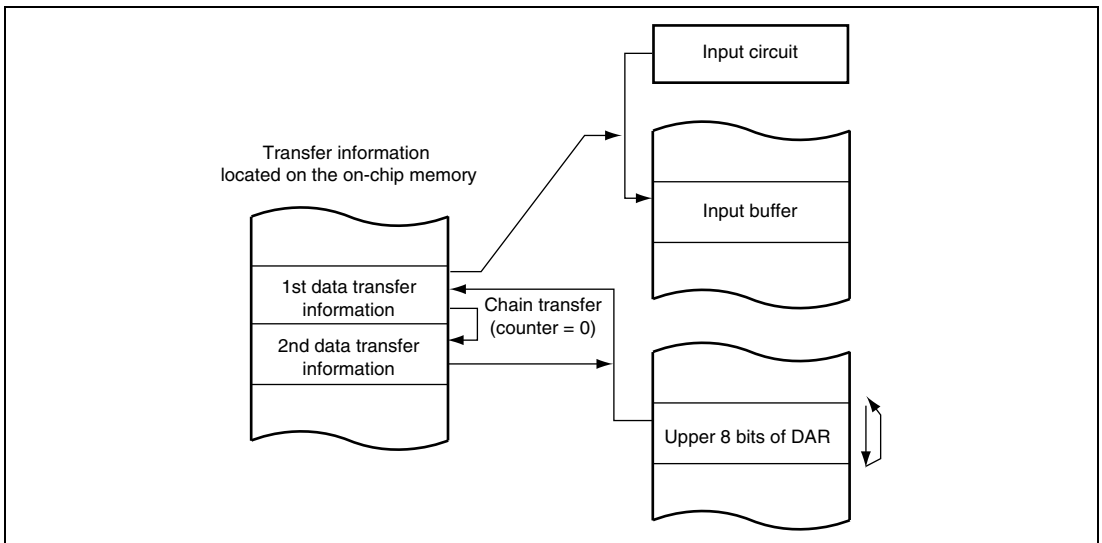 Input circuit
Transfer information
located on the on-chip memory
Input buffer
1st data transfer
information
Chain transfer
(counter = 0)
2nd data transfer
information
Upper 8 bits of DAR